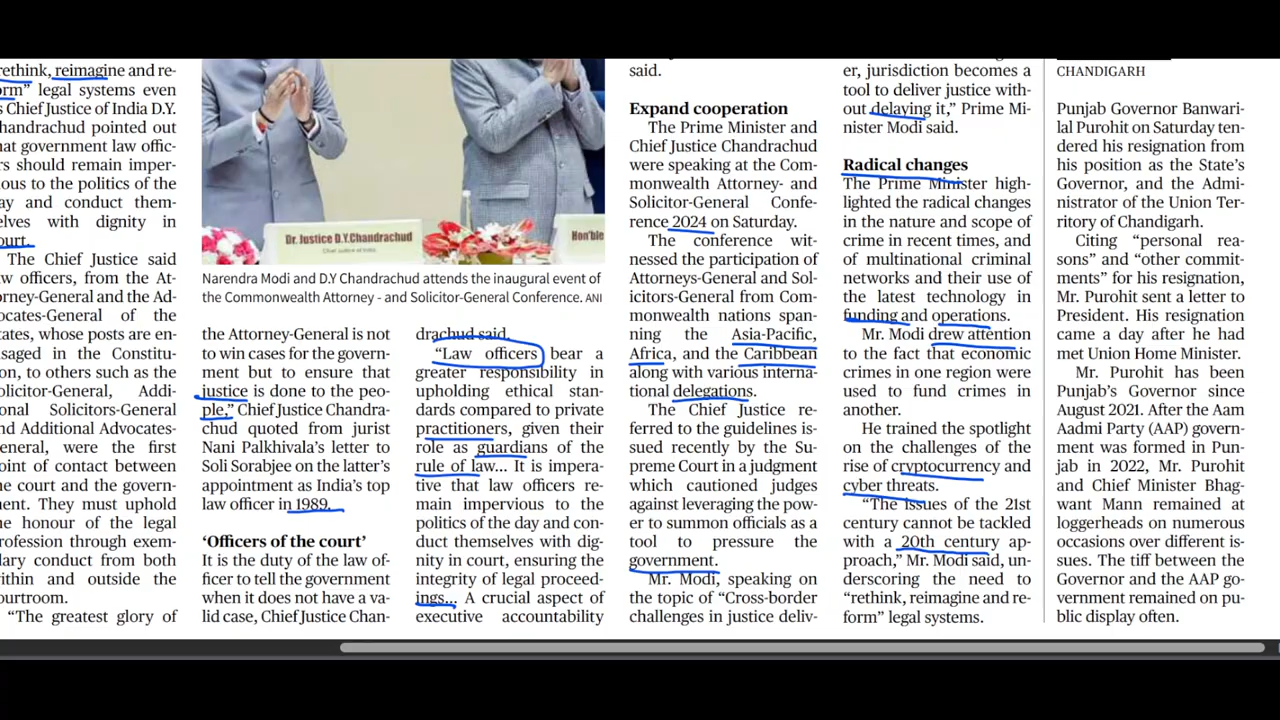 rethink, reimagine and re-
orm” legal systems even
s Chief Justice of India D.Y.
handrachud pointed out
hat government law offic-
rs should remain imper-
ious to the politics of the
ay and conduct them-
elves with dignity in
ourt.
The Chief Justice said
w officers, from the At-
orney-General and the Ad-
ocates-General of the
tates, whose posts are en-
isaged in the Constitu-
on, to others such as the
olicitor-General, Addi-
onal Solicitors-General
nd Additional Advocates-
eneral, were the first
oint of contact between
he court and the govern-
ent. They must uphold
he honour of the legal
rofession through exem-
lary conduct from both
ithin and outside the
ourtroom.
“The greatest glory of
Dr. Justice D.Y.Chandrachud
Chief Justice of India
Hon'ble
Narendra Modi and D.Y Chandrachud attends the inaugural event of
the Commonwealth Attorney - and Solicitor-General Conference. ANI
the Attorney-General is not
to win cases for the govern-
ment but to ensure that
justice is done to the peo-
ple,” Chief Justice Chandra-
chud quoted from jurist
Nani Palkhivala's letter to
Soli Sorabjee on the latter's
appointment as India's top
law officer in 1989.
‘Officers of the court’
It is the duty of the law of-
ficer to tell the government
when it does not have a va-
lid case, Chief Justice Chan-
drachud said.
“Law officers bear a
greater responsibility in
upholding ethical stan-
dards compared to private
practitioners, given their
role as guardians of the
rule of law... It is impera-
tive that law officers re-
main impervious to the
politics of the day and con-
duct themselves with dig-
nity in court, ensuring the
integrity of legal proceed-
ings... A crucial aspect of
executive accountability
said.
Expand cooperation
The Prime Minister and
Chief Justice Chandrachud
were speaking at the Com-
monwealth Attorney- and
Solicitor-General Confe-
rence 2024 on Saturday.
The conference wit-
nessed the participation of
Attorneys-General and Sol-
icitors-General from Com-
monwealth nations span-
ning the Asia-Pacific,
Africa, and the Caribbean
along with various interna-
tional delegations.
The Chief Justice re-
ferred to the guidelines is-
sued recently by the Su-
preme Court in a judgment
which cautioned judges
against leveraging the pow-
er to summon officials as a
tool to pressure the
government.
Mr. Modi, speaking on
the topic of “Cross-border
challenges in justice deliv-
er, jurisdiction becomes a
tool to deliver justice with-
out delaying it,” Prime Mi-
nister Modi said.
Radical changes
The Prime Minister high-
lighted the radical changes
in the nature and scope of
crime in recent times, and
of multinational criminal
networks and their use of
the latest technology in
funding and operations.
Mr. Modi drew attention
to the fact that economic
crimes in one region were
used to fund crimes in
another.
He trained the spotlight
on the challenges of the
rise of cryptocurrency and
cyber threats.
“The issues of the 21st
century cannot be tackled
with a 20th century ap-
proach,” Mr. Modi said, un-
derscoring the need to
“rethink, reimagine and re-
form” legal systems.
CHANDIGARH
Punjab Governor Banwari-
lal Purohit on Saturday ten-
dered his resignation from
his position as the State's
Governor, and the Admi-
nistrator of the Union Ter-
ritory of Chandigarh.
Citing “personal rea-
sons” and “other commit-
ments” for his resignation,
Mr. Purohit sent a letter to
President. His resignation
came a day after he had
met Union Home Minister.
Mr. Purohit has been
Punjab's Governor since
August 2021. After the Aam
Aadmi Party (AAP) govern-
ment was formed in Pun-
jab in 2022, Mr. Purohit
and Chief Minister Bhag-
want Mann remained at
loggerheads on numerous
occasions over different is-
sues. The tiff between the
Governor and the AAP go-
vernment remained on pu-
blic display often.